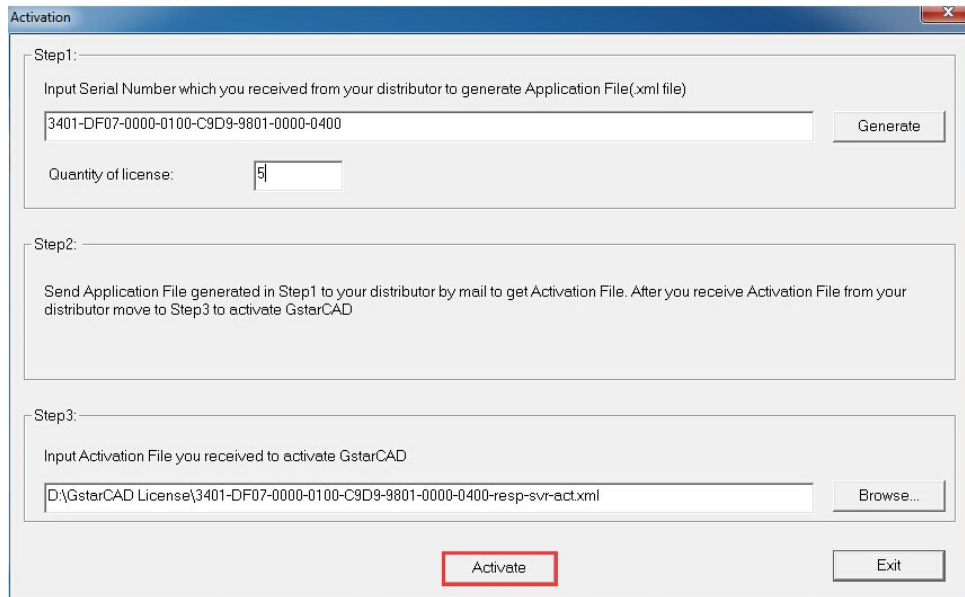 Activation
x
Step1:
Input Serial Number which you received from your distributor to generate Application File(.xml file)
3401-DF07-0000-0100-C9D9-9801-0000-0400
Generate
Quantity of license:
5
Step2:
Send Application File generated in Step1 to your distributor by mail to get Activation File. After you receive Activation File from your
distributor move to Step3 to activate GstarCAD
Step3:
Input Activation File you received to activate GstarCAD
D:\GstarCAD License\3401-DF07-0000-0100-C9D9-9801-0000-0400-resp-svr-act.xml
Browse...
Activate
Exit